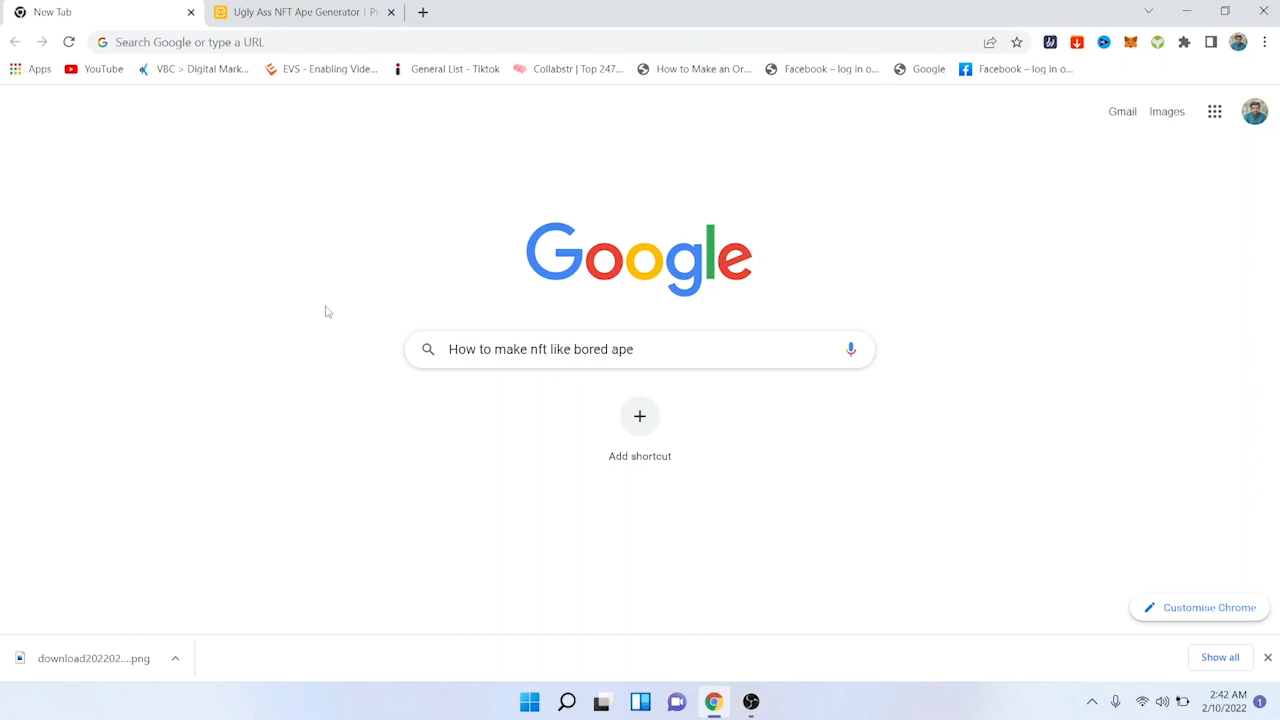 New Tab
Ugly Ass NFT Ape Generator | P
Search Google or type a URL
Apps
YouTube
VBC > Digital Mark...
EVS - Enabling VIde...
General List - Tiktok
Collabstr | Top 247...
How to Make an Or...
Facebook – log in o...
Google
Facebook – log in o...
Gmail
Images
Google
How to make nft like bored ape
Add shortcut
Customise Chrome
download202202....png
Show all
2:42 AM
2/10/2022
1